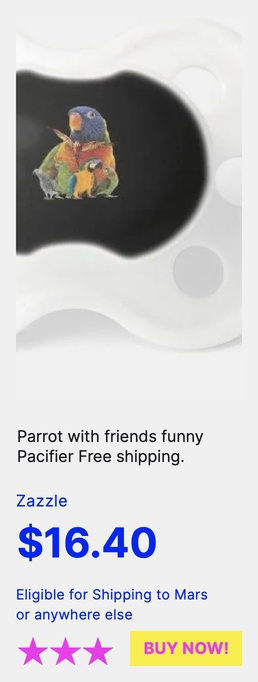 Parrot with friends funny
Pacifier Free shipping.
Zazzle
$16.40
Eligible for Shipping to Mars
or anywhere else
BUY NOW!